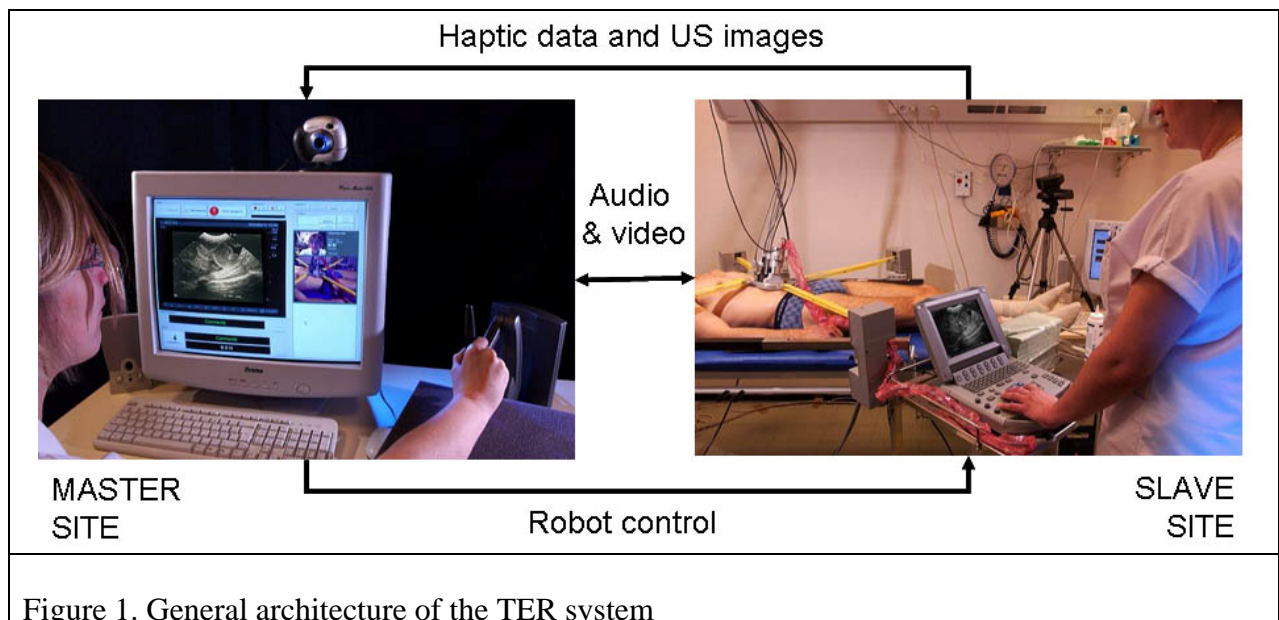 Haptic data and US images
Audio
& video
MASTER
SITE
SLAVE
SITE
Robot control
Figure 1. General architecture of the TER system